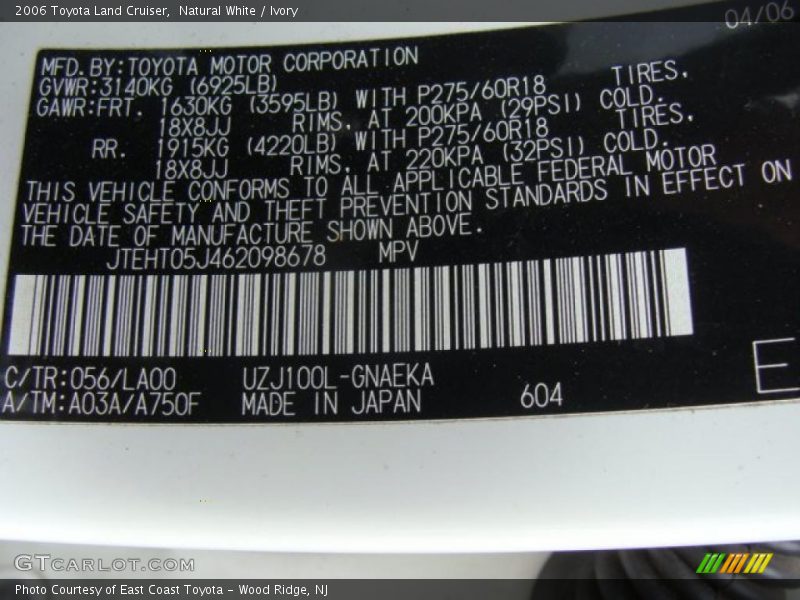 2006 Toyota Land Cruiser, Natural White / Ivory
04/06
MFD.BY:TOYOTA MOTOR CORPORATION
GVWR:3140KG (6925LB)
GAWR:FRT. 1630KG (3595LB) WITH P275/60R18 TIRES,
18X8JJ RIMS, AT 200KPA (29PSI) COLD.
RR. 1915KG (4220LB) WITH P275/60R18 TIRES,
18X8JJ RIMS, AT 220KPA (32PSI) COLD.
THIS VEHICLE CONFORMS TO ALL APPLICABLE FEDERAL MOTOR
VEHICLE SAFETY AND THEFT PREVENTION STANDARDS IN EFFECT ON
THE DATE OF MANUFACTURE SHOWN ABOVE.
JTEHT05J462098678 MPV
C/TR:056/LA00 UZJ100L-GNAEKA
A/TM:A03A/A750F MADE IN JAPAN 604
E
GTCARLOT.COM
Photo Courtesy of East Coast Toyota – Wood Ridge, NJ